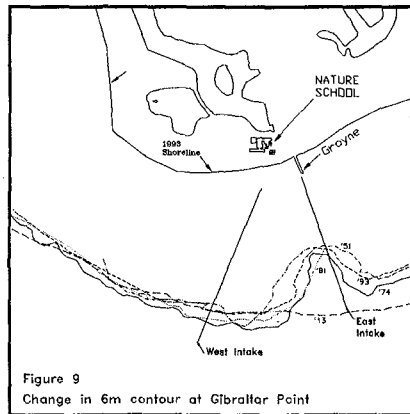 NATURE
SCHOOL
1993
Shoreline
Groyne
'51
'81
'93
'74
'13
East
Intake
West Intake
Figure 9
Change in 6m contour at Gibraltar Point